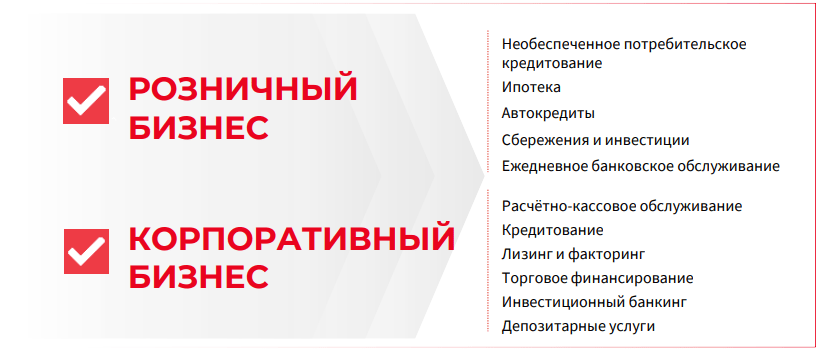 РОЗНИЧНЫЙ
БИЗНЕС
Необеспеченное потребительское
кредитование
Ипотека
Автокредиты
Сбережения и инвестиции
Ежедневное банковское обслуживание
КОРПОРАТИВНЫЙ
БИЗНЕС
Расчётно-кассовое обслуживание
Кредитование
Лизинг и факторинг
Торговое финансирование
Инвестиционный банкинг
Депозитарные услуги